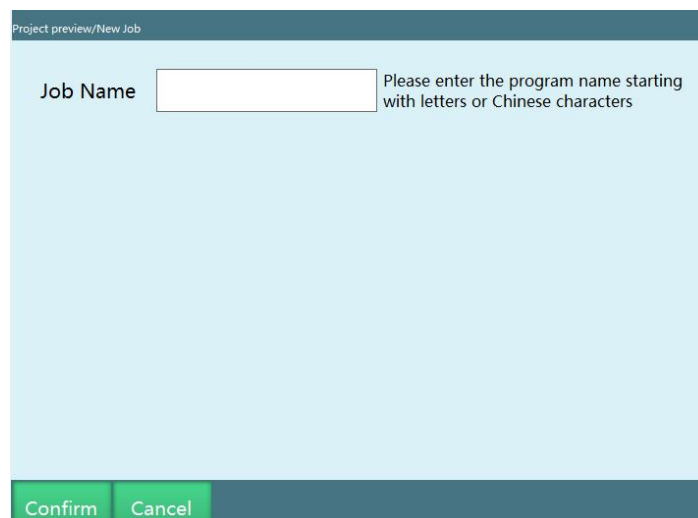 Project preview/New Job
Job Name
Please enter the program name starting
with letters or Chinese characters
Confirm
Cancel